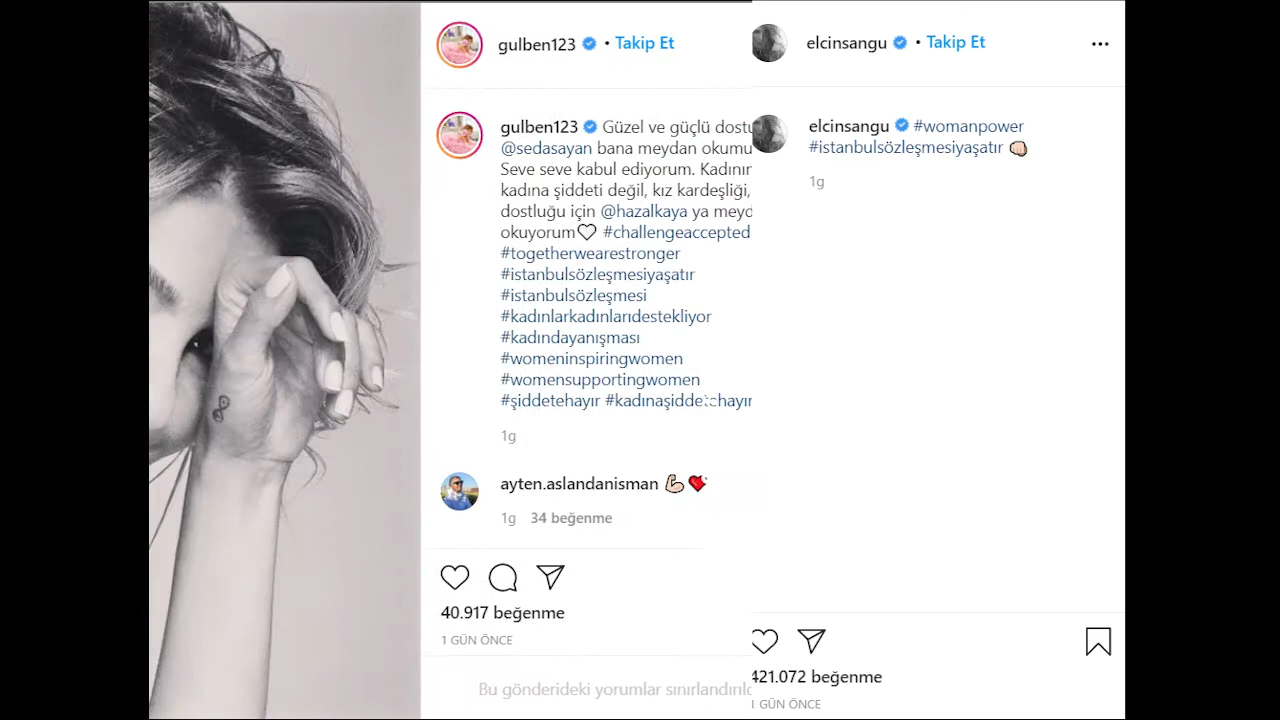 gulben123 • Takip Et
gulben123 Güzel ve güçlü dostu
@sedasayan bana meydan okumu
Seve seve kabul ediyorum. Kadının
kadına şiddeti değil, kız kardeşliği,
dostluğu için @hazalkaya ya meyd
okuyorum #challengeaccepted
#togetherwearestronger
#istanbulsözleşmesiyaşatır
#istanbulsözleşmesi
#kadınlarkadınlarıdestekliyor
#kadındayanışması
#womeninspiringwomen
#womensupportingwomen
#şiddetehayır #kadınaşiddetehayır
1g
ayten.aslandanisman
1g 34 beğenme
40.917 beğenme
1 GÜN ÖNCE
Bu gönderideki yorumlar sınırlandırılc
elcinsangu • Takip Et
elcinsangu #womanpower
#istanbulsözleşmesiyaşatır
1g
421.072 beğenme
1 GÜN ÖNCE